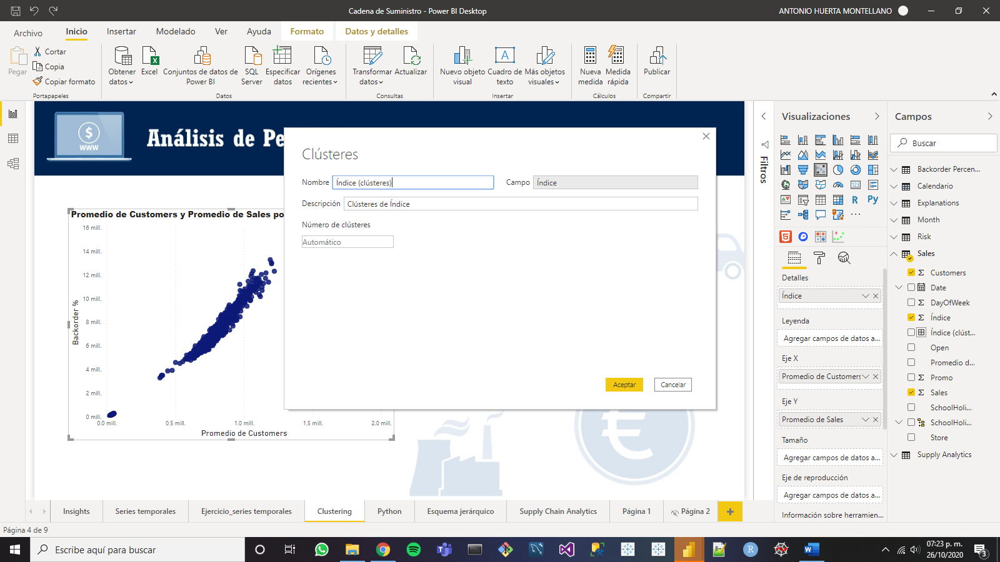 Cadena de Suministro - Power BI Desktop
ANTONIO HUERTA MONTELLANO
Archivo
Inicio
Insertar
Modelado
Ver
Ayuda
Formato
Datos y detalles
Pegar
Cortar
Copia
Copiar formato
Portapapeles
Obtener
datos
Excel
Conjuntos de datos de
Power BI
SQL
Server
Especificar
datos
Orígenes
recientes
Datos
Transformar
datos
Actualizar
Consultas
Nuevo objeto
visual
Cuadro de
texto
Más objetos
visuales
Insertar
Nueva
medida
Medida
rápida
Cálculos
Publicar
Compartir
$
WWW
Análisis de Pe
Promedio de Customers y Promedio de Sales po
16 mill.
14 mill.
12 mill.
10 mill.
8 mill.
6 mill.
4 mill.
2 mill.
0 mill.
Backorder %
0.0 mill.
0.5 mill.
1.0 mill.
1.5 mill.
2.0 mill.
Promedio de Customers
Clústeres
Nombre
Índice (clústeres)
Campo
Índice
Descripción
Clústeres de Índice
Número de clústeres
Automático
Aceptar
Cancelar
€
Filtros
Visualizaciones
R
Py
Detalles
Índice
Leyenda
Agregar campos de datos a...
Eje X
Promedio de Customers
Eje Y
Promedio de Sales
Tamaño
Agregar campos de datos a...
Eje de reproducción
Agregar campos de datos a...
Información sobre herramien...
Campos
Buscar
Backorder Percen...
Calendario
Explanations
Month
Risk
Sales
Customers
Date
DayOfWeek
Índice
Índice (clúst...
Open
Promedio d...
Promo
Sales
SchoolHoli...
SchoolHoli...
Store
Supply Analytics
Insights
Series temporales
Ejercicio_series temporales
Clustering
Python
Esquema jerárquico
Supply Chain Analytics
Página 1
Página 2
+
Página 4 de 9
Escribe aquí para buscar
07:23 p. m.
26/10/2020
3